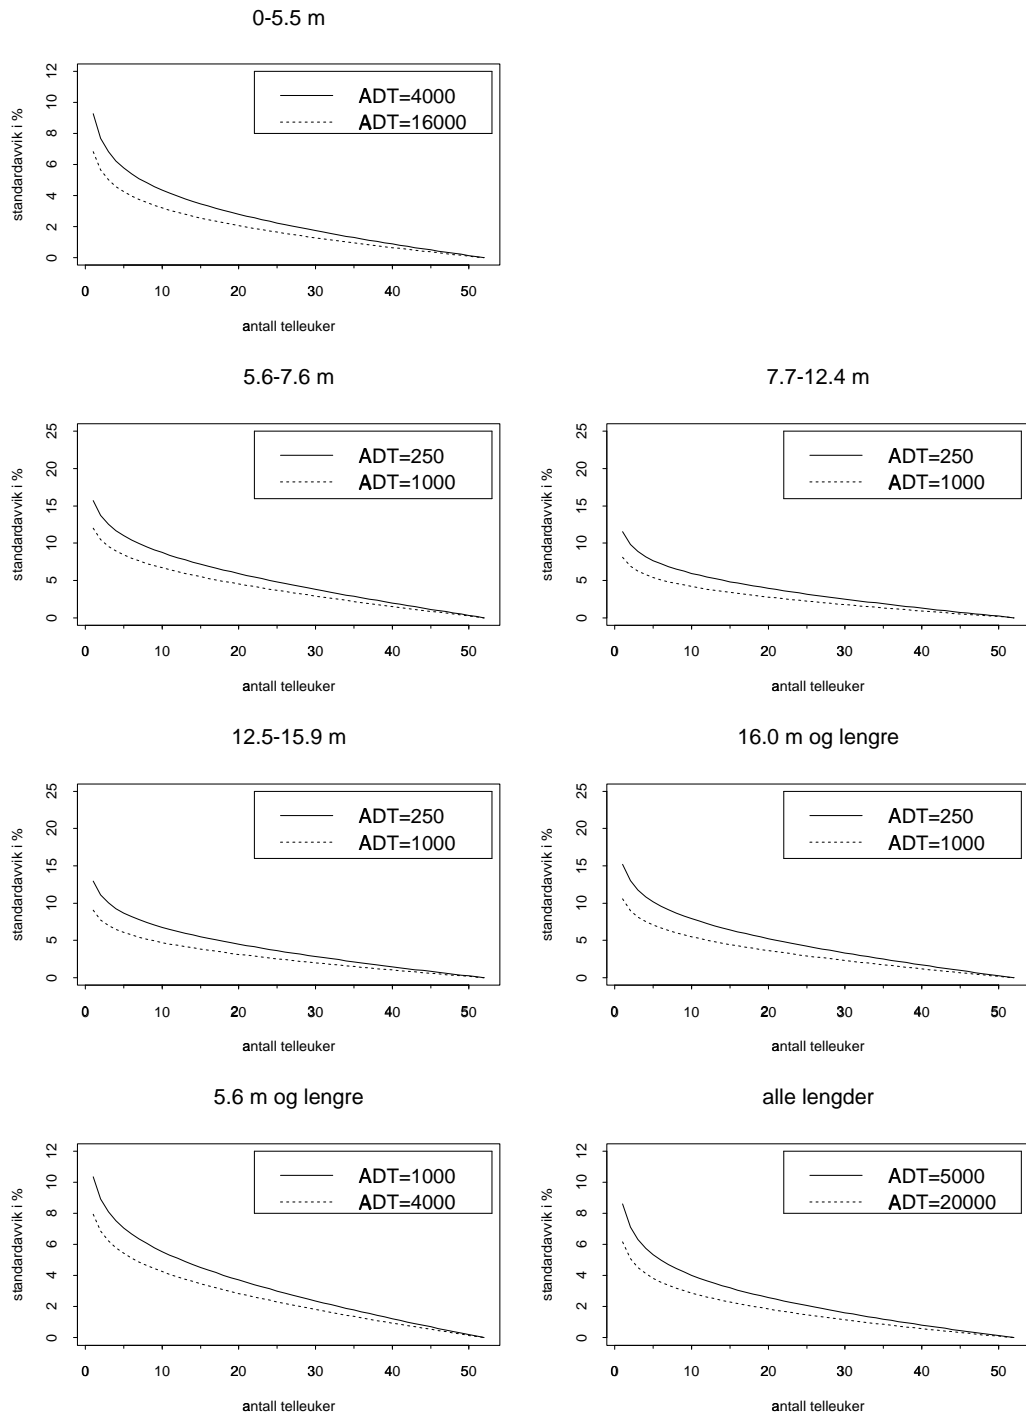 0-5.5 m
standardavvik i %
12
10
8
6
4
2
0
ADT=4000
ADT=16000
0 10 20 30 40 50
antall telleuker
5.6-7.6 m
standardavvik i %
25
20
15
10
5
0
ADT=250
ADT=1000
0 10 20 30 40 50
antall telleuker
7.7-12.4 m
standardavvik i %
25
20
15
10
5
0
ADT=250
ADT=1000
0 10 20 30 40 50
antall telleuker
12.5-15.9 m
standardavvik i %
25
20
15
10
5
0
ADT=250
ADT=1000
0 10 20 30 40 50
antall telleuker
16.0 m og lengre
standardavvik i %
25
20
15
10
5
0
ADT=250
ADT=1000
0 10 20 30 40 50
antall telleuker
5.6 m og lengre
standardavvik i %
12
10
8
6
4
2
0
ADT=1000
ADT=4000
0 10 20 30 40 50
antall telleuker
alle lengder
standardavvik i %
12
10
8
6
4
2
0
ADT=5000
ADT=20000
0 10 20 30 40 50
antall telleuker